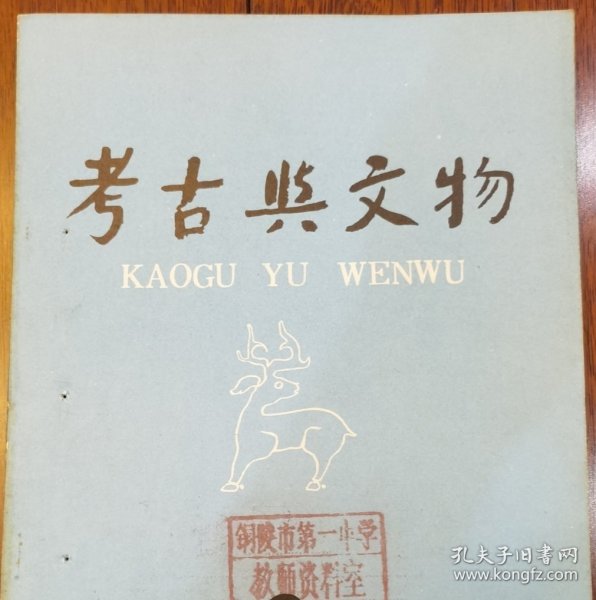 考古與文物
KAOGU YU WENWU
铜陵市第一中学
教师资料室
孔夫子旧书网
www.kongfz.com